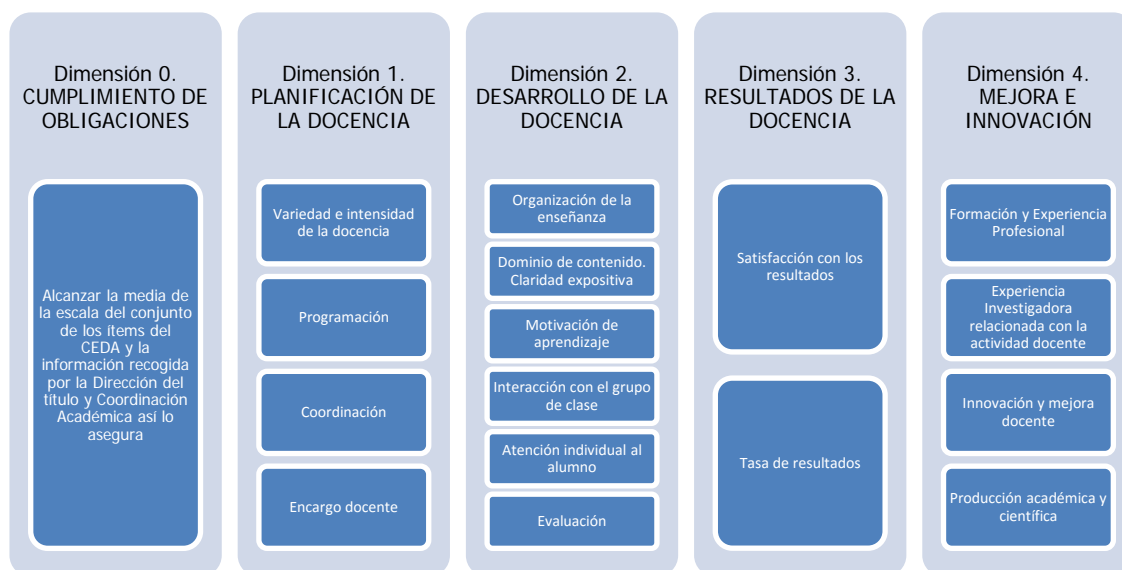 Dimensión 0.
CUMPLIMIENTO DE
OBLIGACIONES
Alcanzar la media de
la escala del conjunto
de los ítems del
CEDA y la
información recogida
por la Dirección del
título y Coordinación
Académica así lo
asegura
Dimensión 1.
PLANIFICACIÓN DE
LA DOCENCIA
Variedad e intensidad
de la docencia
Programación
Coordinación
Encargo docente
Dimensión 2.
DESARROLLO DE LA
DOCENCIA
Organización de la
enseñanza
Dominio de contenido.
Claridad expositiva
Motivación de
aprendizaje
Interacción con el grupo
de clase
Atención individual al
alumno
Evaluación
Dimensión 3.
RESULTADOS DE LA
DOCENCIA
Satisfacción con los
resultados
Tasa de resultados
Dimensión 4.
MEJORA E
INNOVACIÓN
Formación y Experiencia
Profesional
Experiencia
Investigadora
relacionada con la
actividad docente
Innovación y mejora
docente
Producción académica y
científica